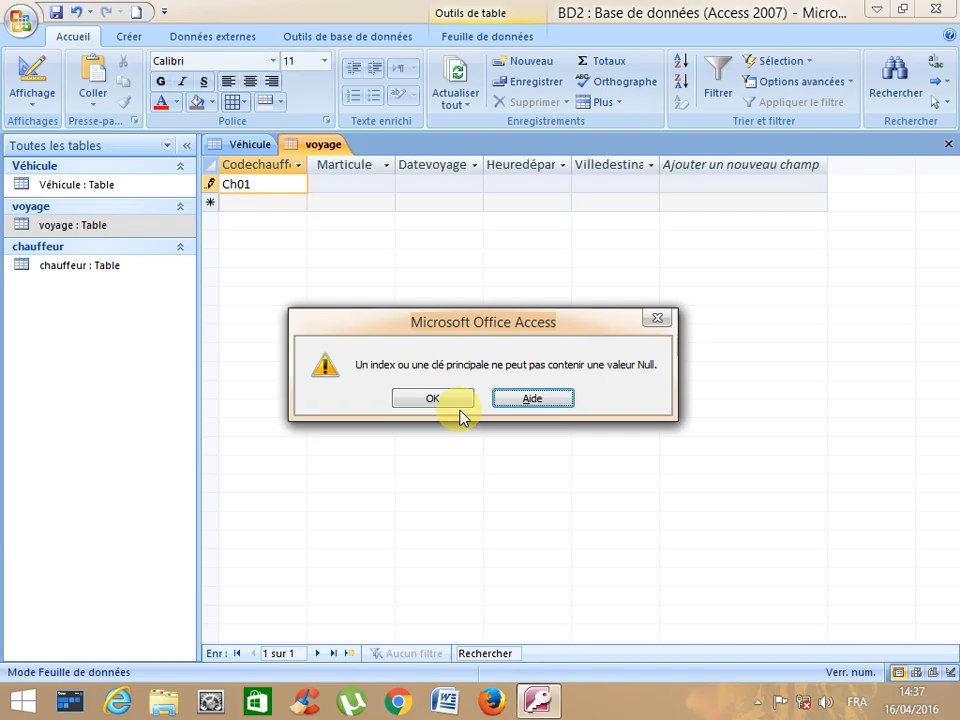 Outils de table
BD2 : Base de données (Access 2007) - Micro...
Accueil Créer Données externes Outils de base de données Feuille de données
Calibri 11
G I S
A
Affichage
Coller
Actualiser
tout
Nouveau
Enregistrer
Supprimer
Totaux
Orthographe
Plus
Filtrer
Sélection
Options avancées
Appliquer le filtre
Rechercher
Affichages Presse-pa... Police Texte enrichi Enregistrements Trier et filtrer Rechercher
Toutes les tables
Véhicule
Véhicule : Table
voyage
voyage : Table
chauffeur
chauffeur : Table
Véhicule voyage
Codechauff Marticule Datevoyage Heuredépar Villedestina Ajouter un nouveau champ
Ch01
Microsoft Office Access
Un index ou une clé principale ne peut pas contenir une valeur Null.
OK Aide
Enr : 1 sur 1 Aucun filtre Rechercher
Mode Feuille de données Verr. num.
FRA
14:37
16/04/2016